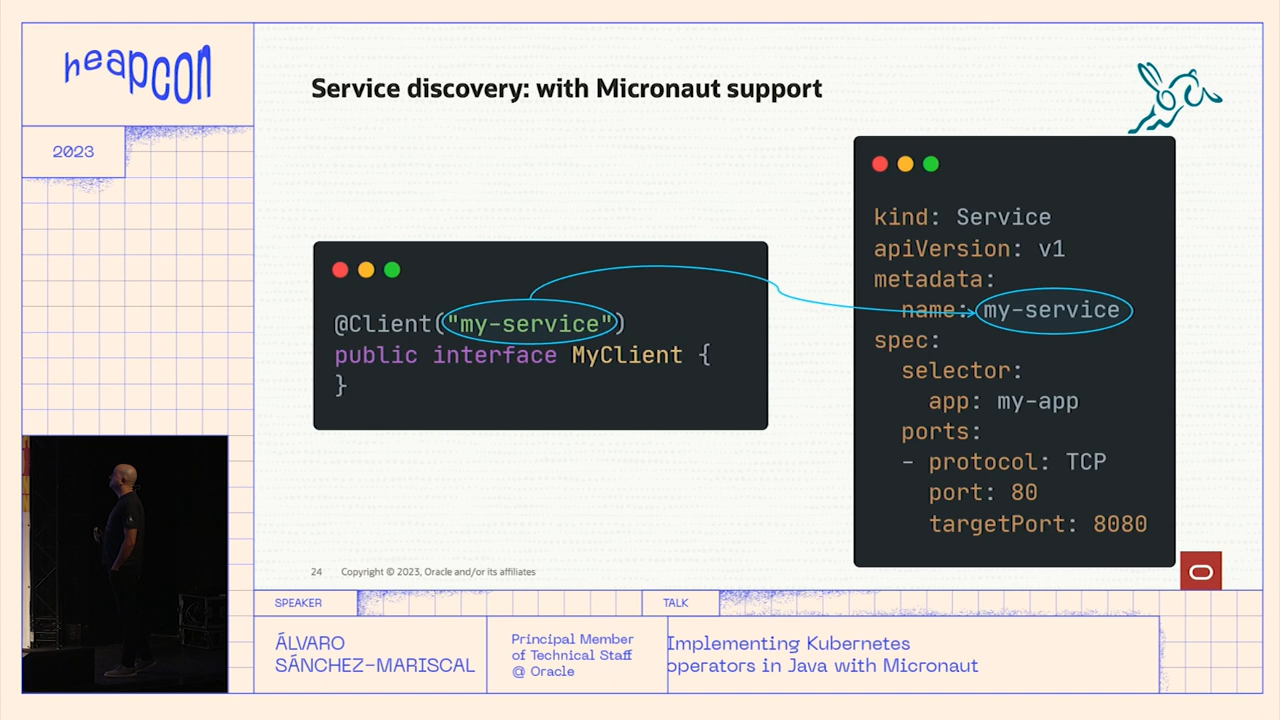 heapcon
2023
Service discovery: with Micronaut support
@Client("my-service")
public interface MyClient {
}
kind: Service
apiVersion: v1
metadata:
  name: my-service
spec:
  selector:
    app: my-app
  ports:
  - protocol: TCP
    port: 80
    targetPort: 8080
24 Copyright © 2023, Oracle and/or its affiliates
SPEAKER
ÁLVARO
SÁNCHEZ-MARISCAL
Principal Member
of Technical Staff
@ Oracle
TALK
Implementing Kubernetes
operators in Java with Micronaut